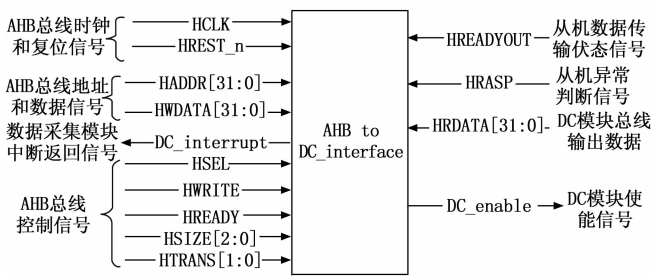 AHB总线时钟
和复位信号
HCLK
HREST_n
AHB总线地址
和数据信号
HADDR[31:0]
HWDATA[31:0]
数据采集模块
中断返回信号
DC_interrupt
AHB总线
控制信号
HSEL
HWRITE
HREADY
HSIZE[2:0]
HTRANS[1:0]
AHB to
DC_interface
HREADYOUT
从机数据传
输状态信号
HRASP
从机异常
判断信号
HRDATA[31:0]
DC模块总线
输出数据
DC_enable
DC模块使
能信号